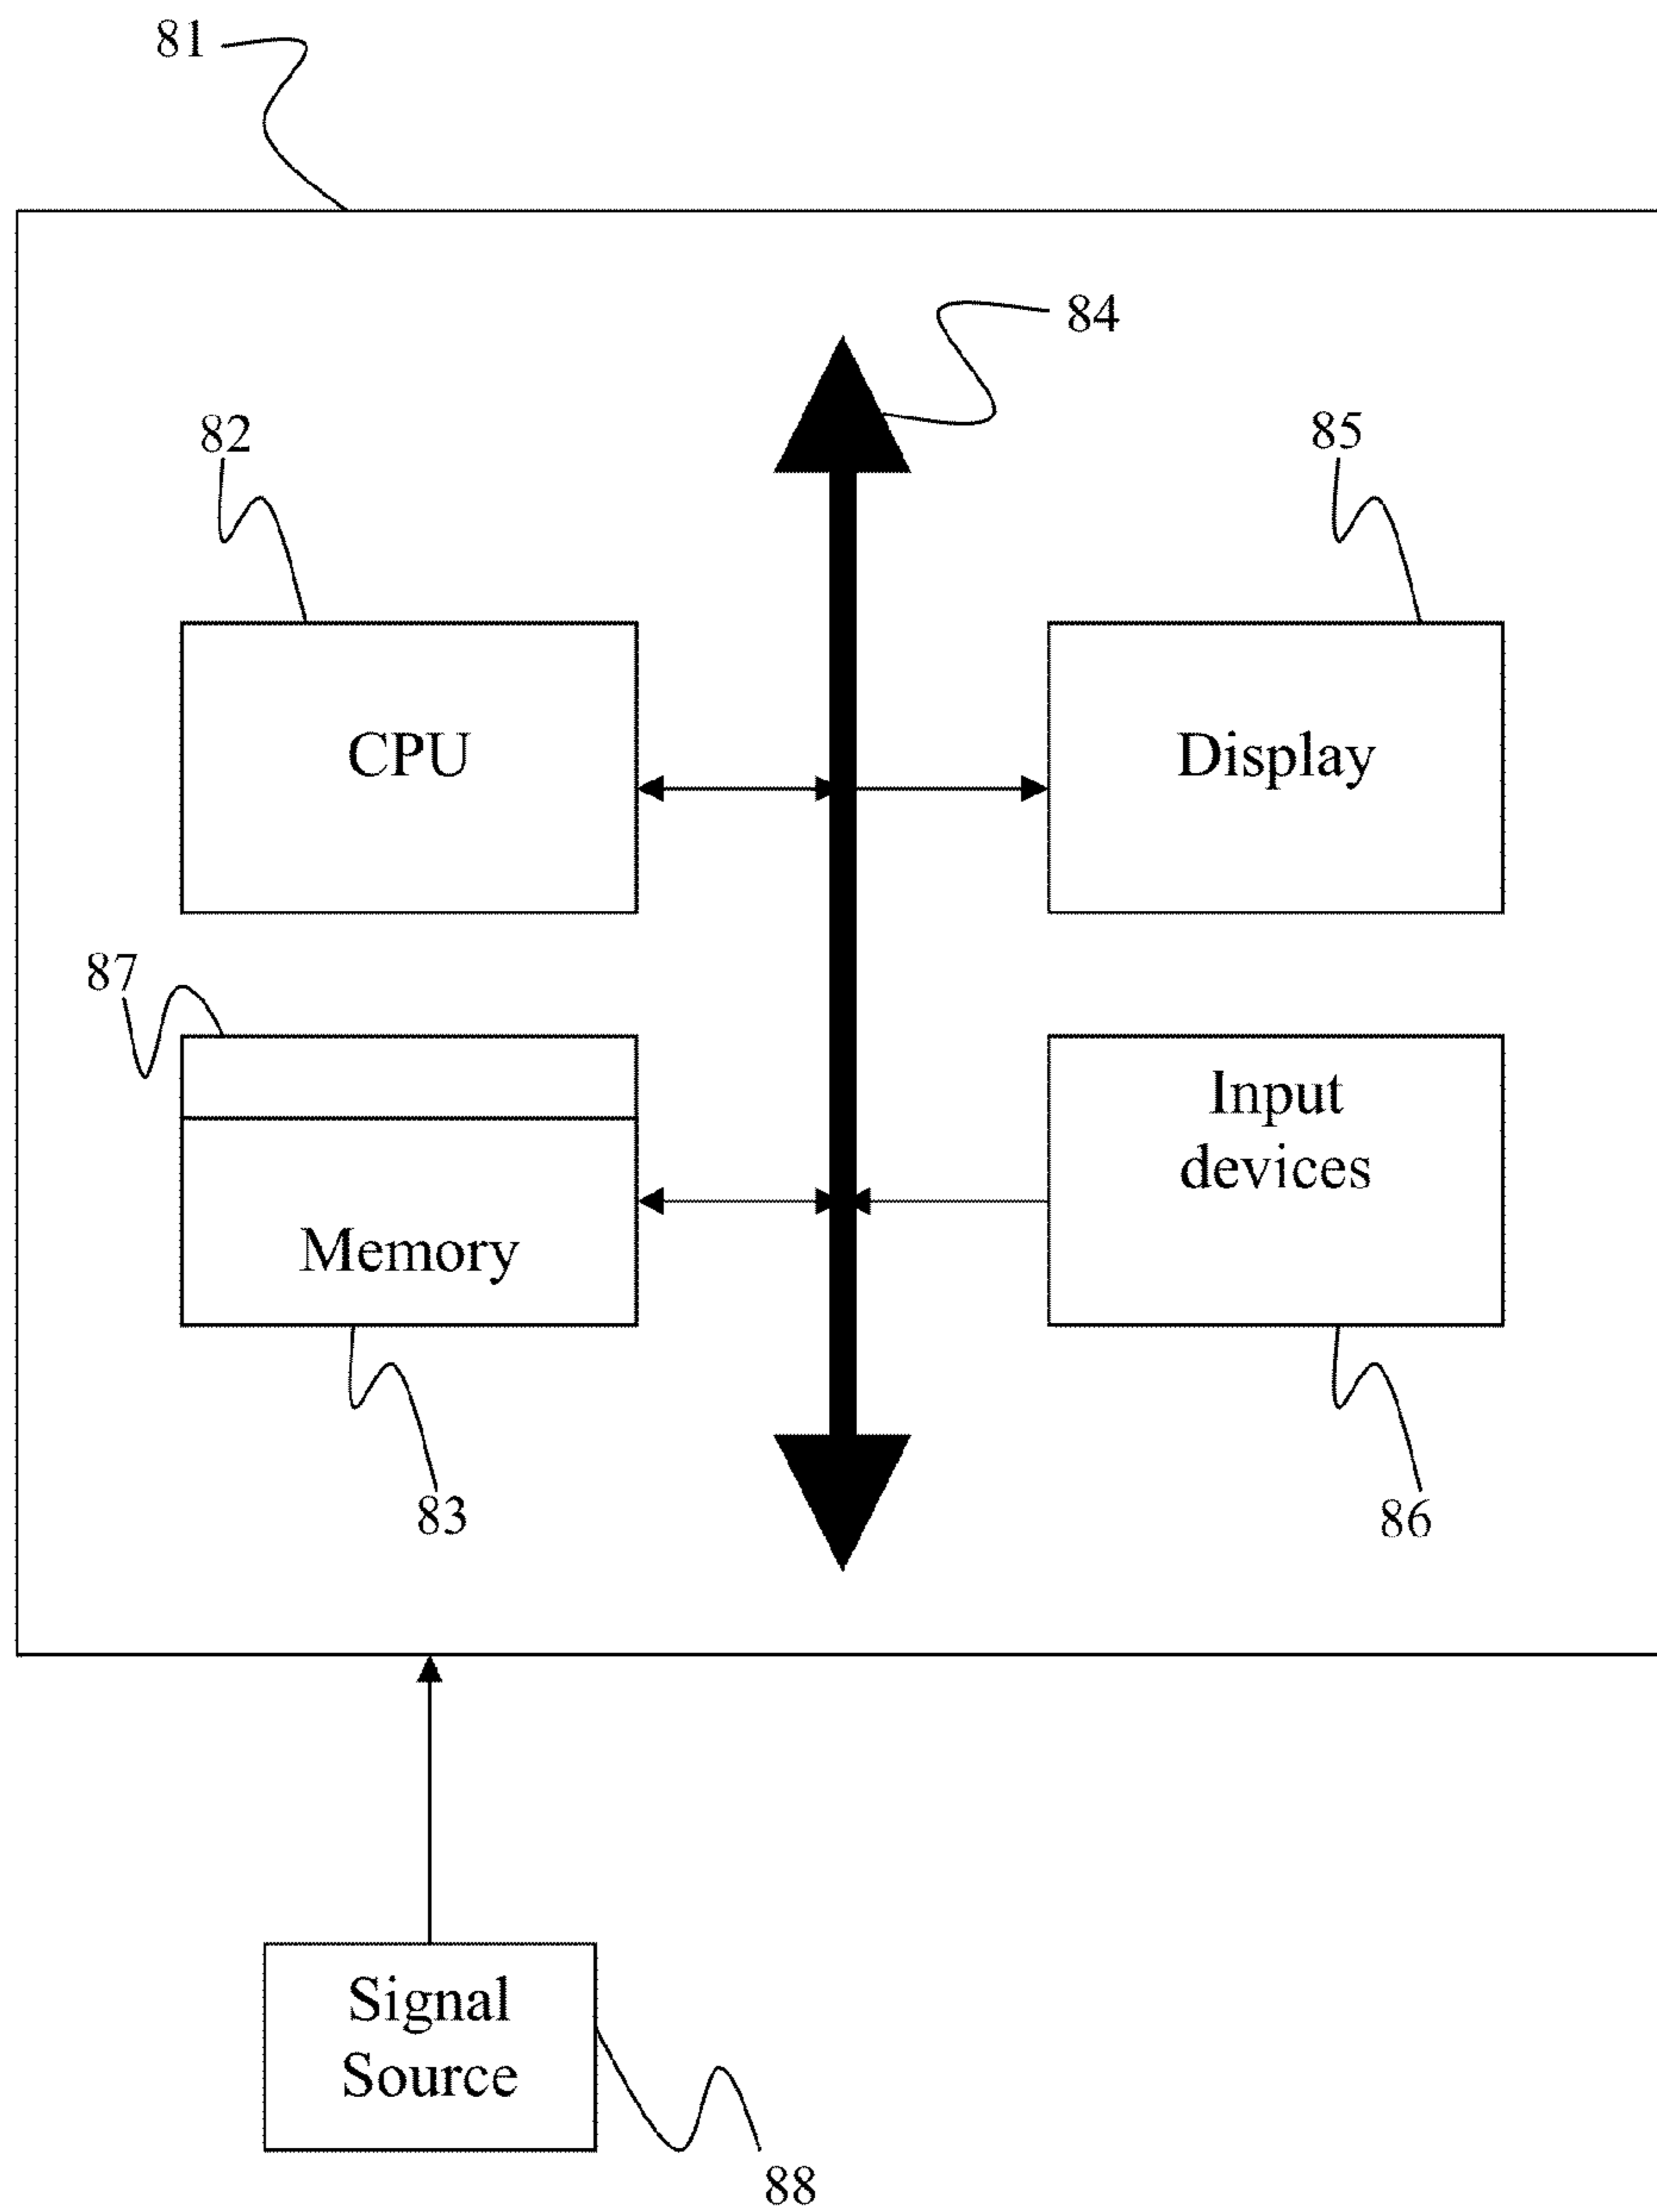 81
84
82
85
CPU
Display
87
Input
devices
Memory
83
86
Signal
Source
88